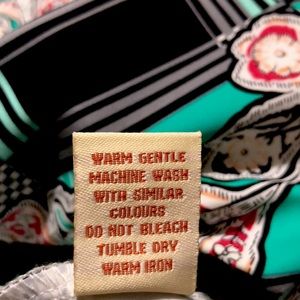 WARM GENTLE
MACHINE WASH
WITH SIMILAR
COLOURS
DO NOT BLEACH
TUMBLE DRY
WARM IRON